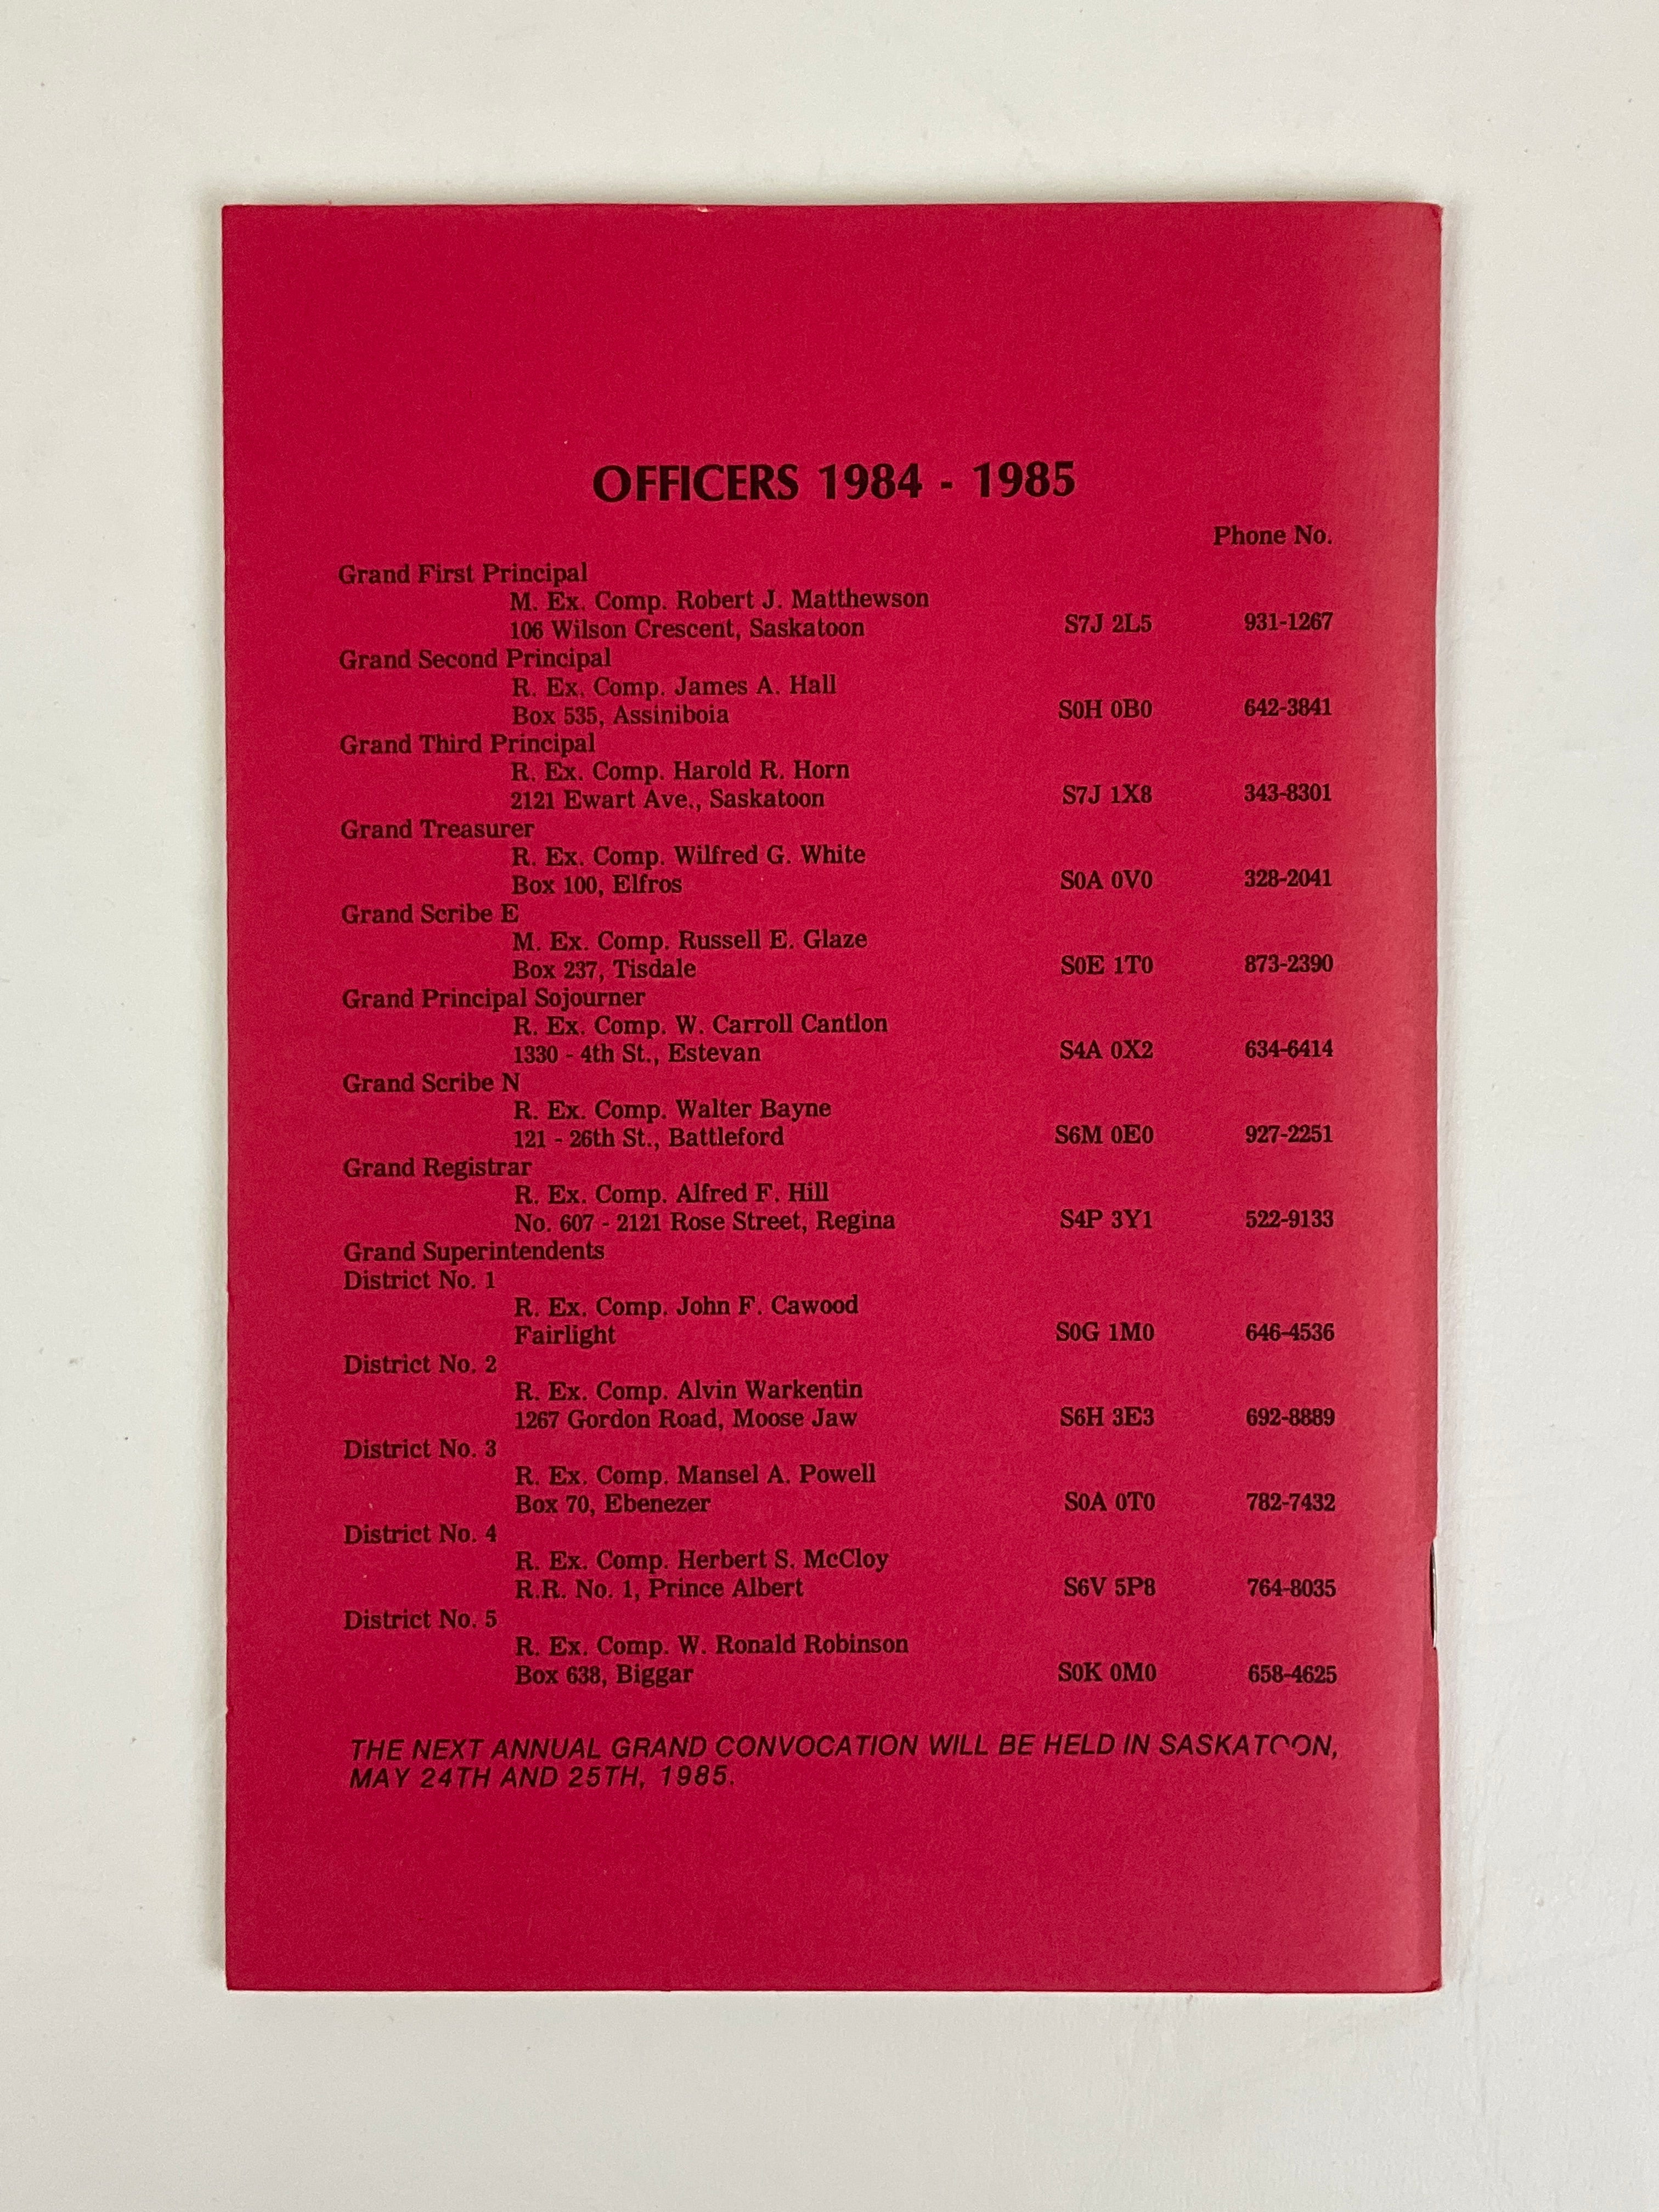 OFFICERS 1984 - 1985
Phone No.
Grand First Principal
M. Ex. Comp. Robert J. Matthewson
106 Wilson Crescent, Saskatoon S7J 2L5 931-1267
Grand Second Principal
R. Ex. Comp. James A. Hall
Box 535, Assiniboia S0H 0B0 642-3841
Grand Third Principal
R. Ex. Comp. Harold R. Horn
2121 Ewart Ave., Saskatoon S7J 1X8 343-8301
Grand Treasurer
R. Ex. Comp. Wilfred G. White
Box 100, Elfros S0A 0V0 328-2041
Grand Scribe E
M. Ex. Comp. Russell E. Glaze
Box 237, Tisdale S0E 1T0 873-2390
Grand Principal Sojourner
R. Ex. Comp. W. Carroll Cantlon
1330 - 4th St., Estevan S4A 0X2 634-6414
Grand Scribe N
R. Ex. Comp. Walter Bayne
121 - 26th St., Battleford S6M 0E0 927-2251
Grand Registrar
R. Ex. Comp. Alfred F. Hill
No. 607 - 2121 Rose Street, Regina S4P 3Y1 522-9133
Grand Superintendents
District No. 1
R. Ex. Comp. John F. Cawood
Fairlight S0G 1M0 646-4536
District No. 2
R. Ex. Comp. Alvin Warkentin
1267 Gordon Road, Moose Jaw S6H 3E3 692-8889
District No. 3
R. Ex. Comp. Mansel A. Powell
Box 70, Ebenezer S0A 0T0 782-7432
District No. 4
R. Ex. Comp. Herbert S. McCloy
R.R. No. 1, Prince Albert S6V 5P8 764-8035
District No. 5
R. Ex. Comp. W. Ronald Robinson
Box 638, Biggar S0K 0M0 658-4625
THE NEXT ANNUAL GRAND CONVOCATION WILL BE HELD IN SASKATOON,
MAY 24TH AND 25TH, 1985.